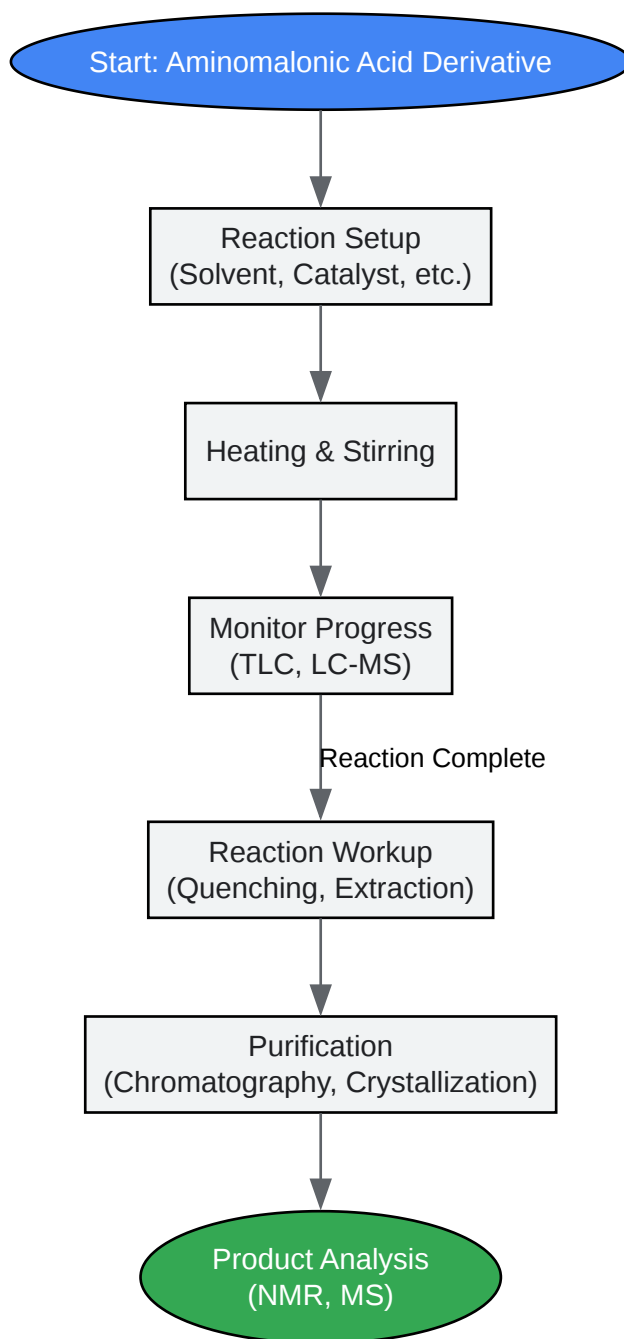 Start: Aminomalonic Acid Derivative
Reaction Setup
(Solvent, Catalyst, etc.)
Heating & Stirring
Monitor Progress
(TLC, LC-MS)
Reaction Complete
Reaction Workup
(Quenching, Extraction)
Purification
(Chromatography, Crystallization)
Product Analysis
(NMR, MS)